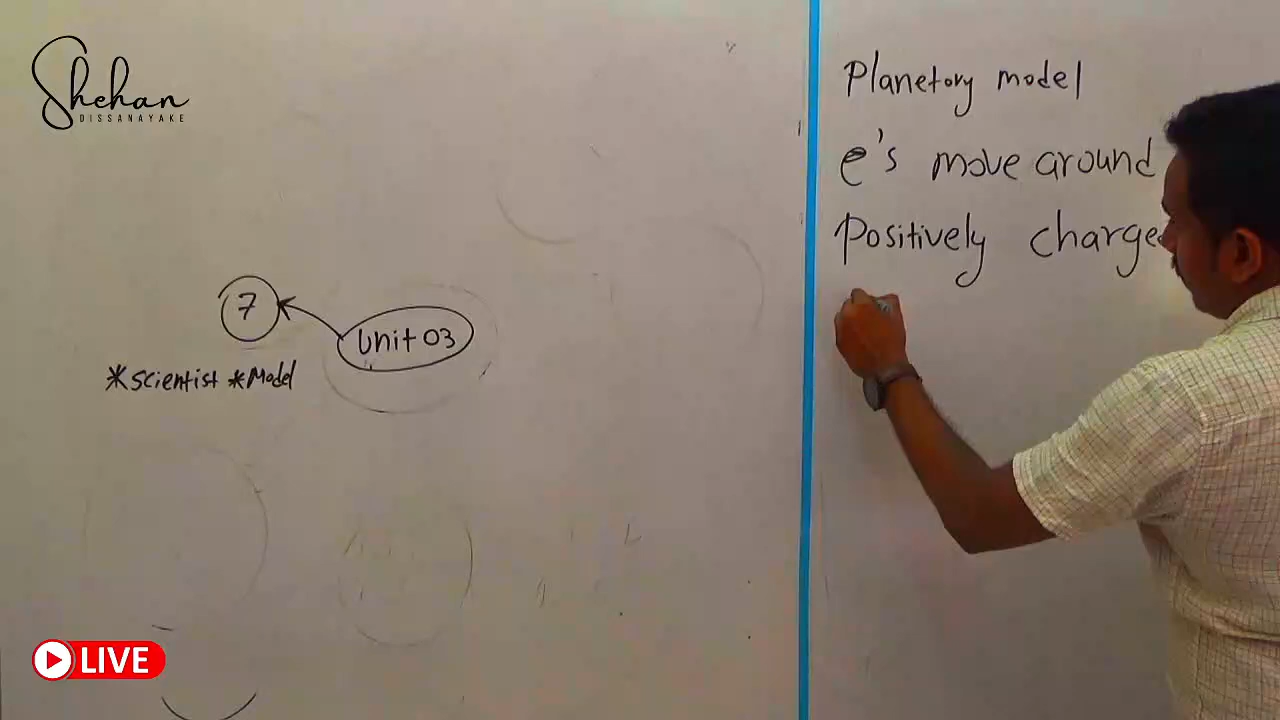 Shehan
DISSANAYAKE
7
Unit 03
*Scientist *Model
LIVE
Planetory model
e's move around
Positively charge